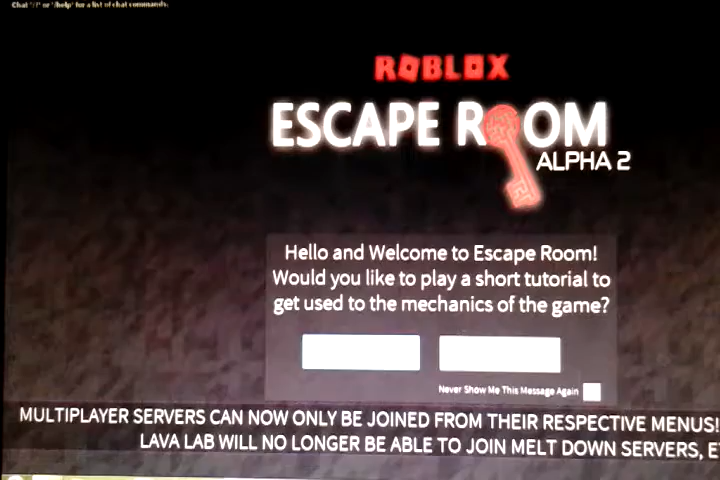 Chat '/?' or '/help' for a list of chat commands.
ROBLOX
ESCAPE ROOM
ALPHA 2
Hello and Welcome to Escape Room!
Would you like to play a short tutorial to
get used to the mechanics of the game?
Never Show Me This Message Again
MULTIPLAYER SERVERS CAN NOW ONLY BE JOINED FROM THEIR RESPECTIVE MENUS!
LAVA LAB WILL NO LONGER BE ABLE TO JOIN MELT DOWN SERVERS, E